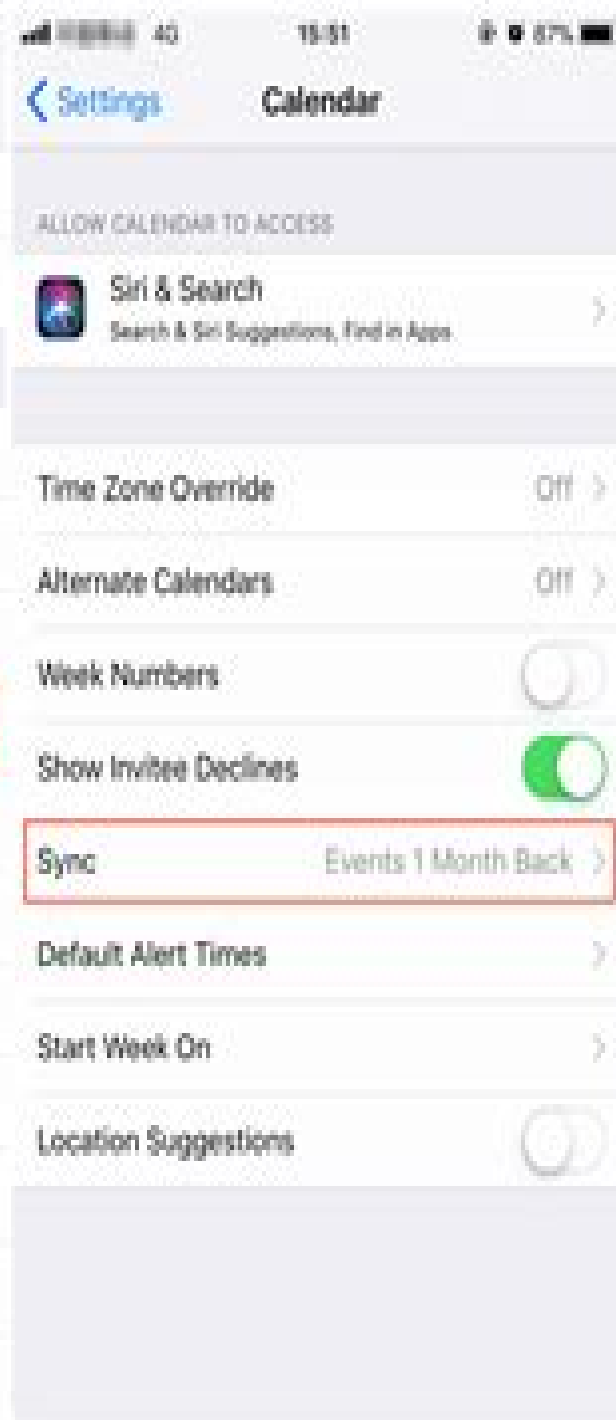 4G 15:51 87%
Settings Calendar
ALLOW CALENDAR TO ACCESS
Siri & Search
Search & Siri Suggestions, Find in Apps
Time Zone Override Off
Alternate Calendars Off
Week Numbers
Show Invitee Declines
Sync Events 1 Month Back
Default Alert Times
Start Week On
Location Suggestions